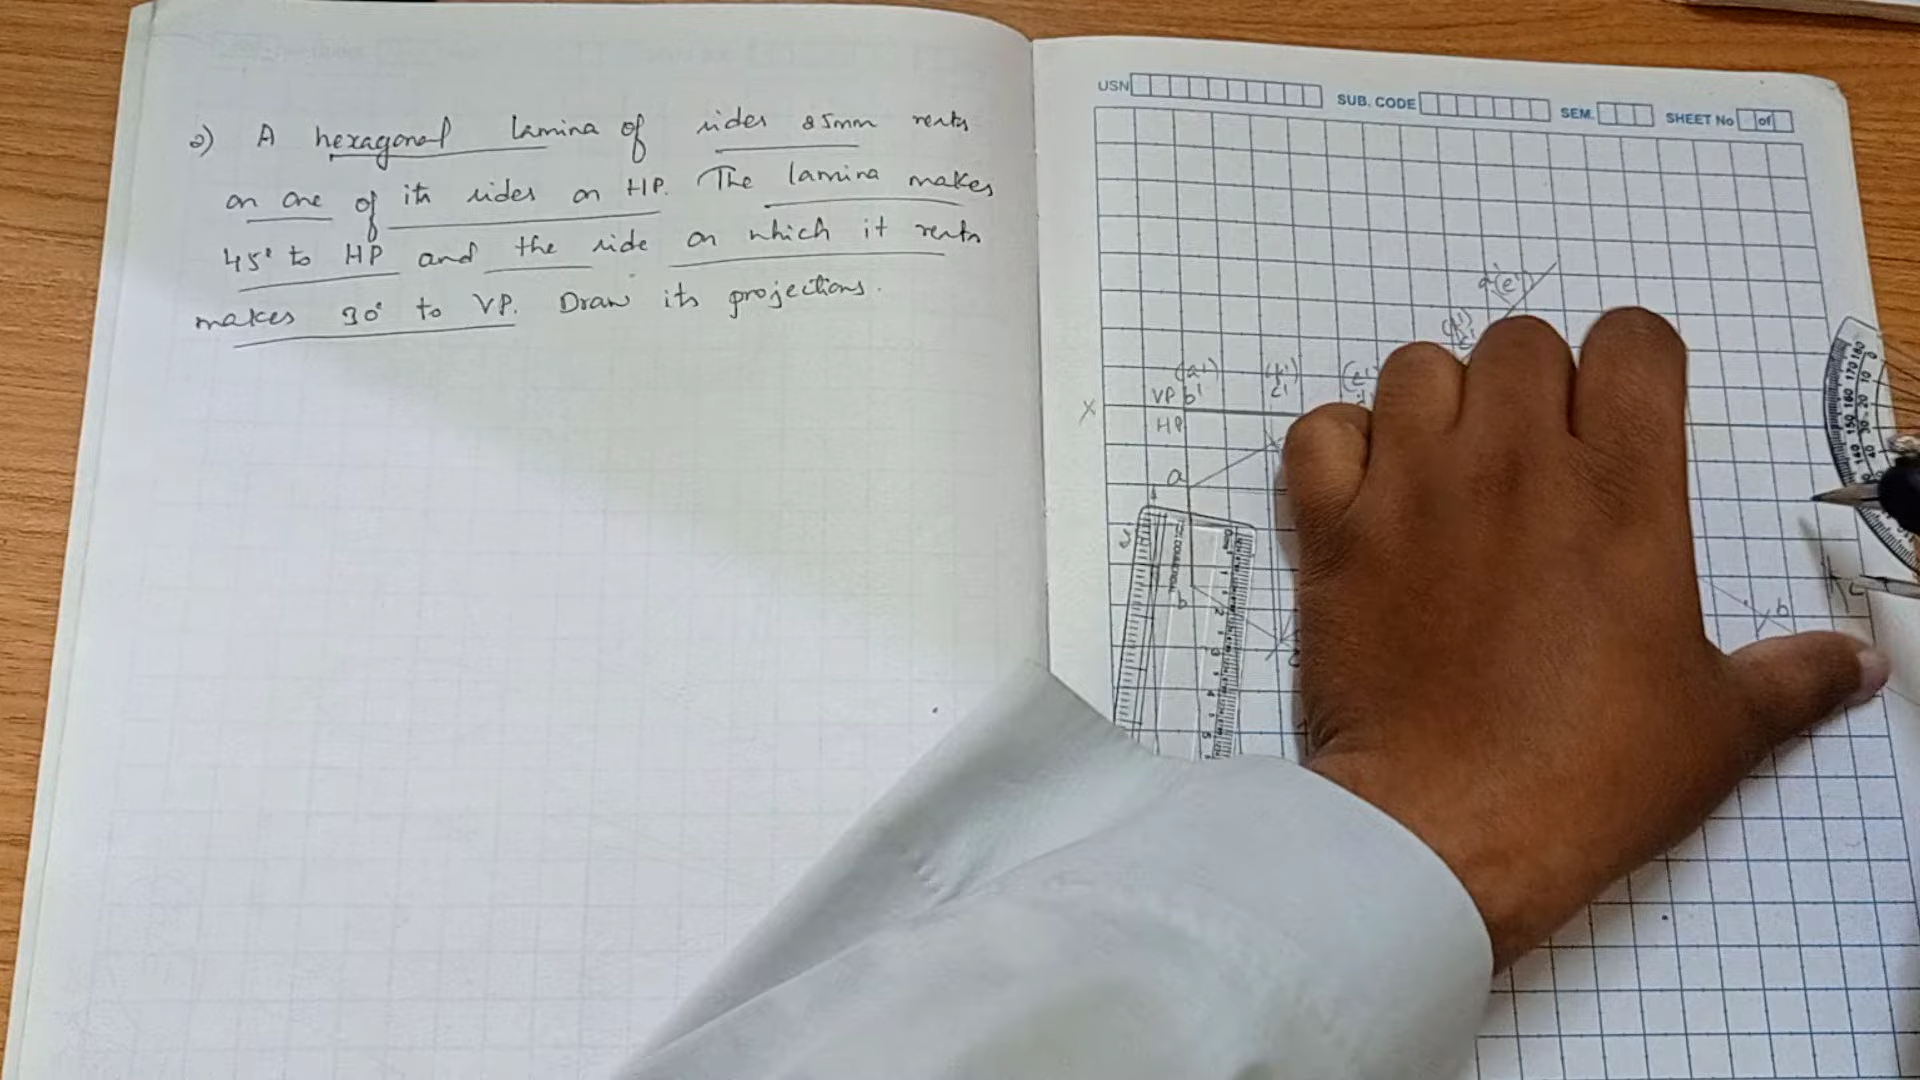 2) A hexagonal lamina of sides 25mm rests
on one of its sides on HP. The lamina makes
45° to HP and the side on which it rests
makes 30° to VP. Draw its projections.
USN
SUB. CODE
SEM.
SHEET No
of
d'(e')
(a') (f')
VP b' c'
X
HP
a
b
b